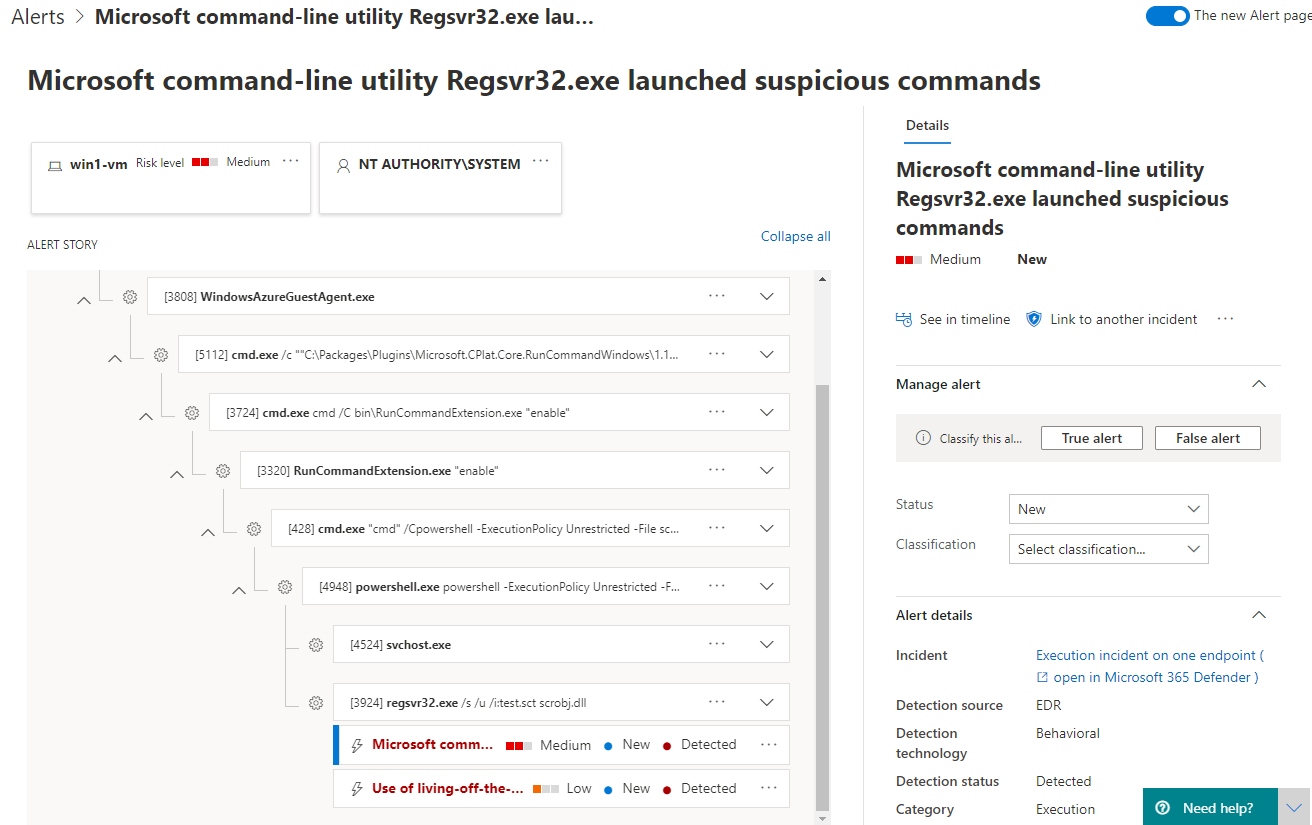 Alerts > Microsoft command-line utility Regsvr32.exe lau...
The new Alert page
Microsoft command-line utility Regsvr32.exe launched suspicious commands
win1-vm Risk level Medium ...
NT AUTHORITY\SYSTEM ...
ALERT STORY
Collapse all
[3808] WindowsAzureGuestAgent.exe ...
[5112] cmd.exe /c ""C:\Packages\Plugins\Microsoft.CPlat.Core.RunCommandWindows\1.1... ...
[3724] cmd.exe cmd /C bin\RunCommandExtension.exe "enable" ...
[3320] RunCommandExtension.exe "enable" ...
[428] cmd.exe "cmd" /Cpowershell -ExecutionPolicy Unrestricted -File sc... ...
[4948] powershell.exe powershell -ExecutionPolicy Unrestricted -F... ...
[4524] svchost.exe ...
[3924] regsvr32.exe /s /u /i:test.sct scrobj.dll ...
Microsoft comm... Medium New Detected ...
Use of living-off-the-... Low New Detected ...
Details
Microsoft command-line utility
Regsvr32.exe launched suspicious
commands
Medium New
See in timeline Link to another incident ...
Manage alert
Classify this al... True alert False alert
Status New
Classification Select classification...
Alert details
Incident Execution incident on one endpoint (
open in Microsoft 365 Defender )
Detection source EDR
Detection Behavioral
technology
Detection status Detected
Category Execution
Need help?